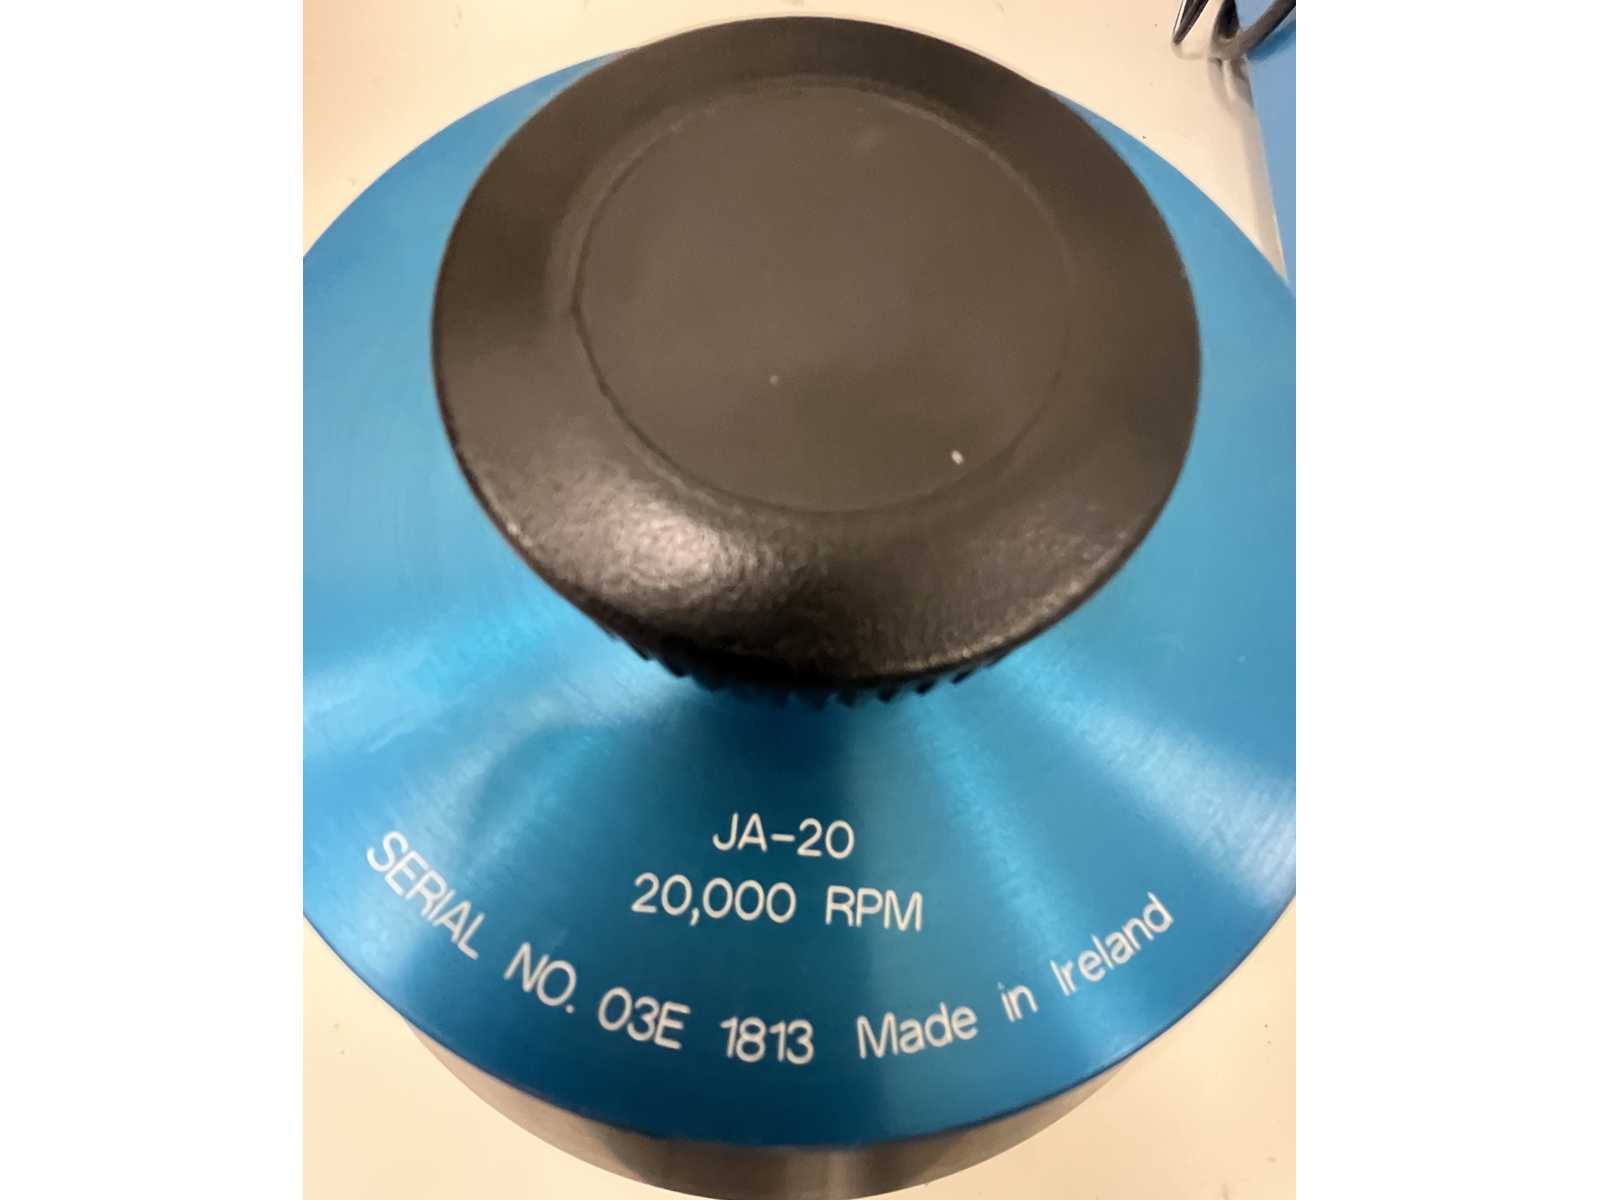 JA-20
20,000 RPM
SERIAL NO. 03E 1813 Made in Ireland